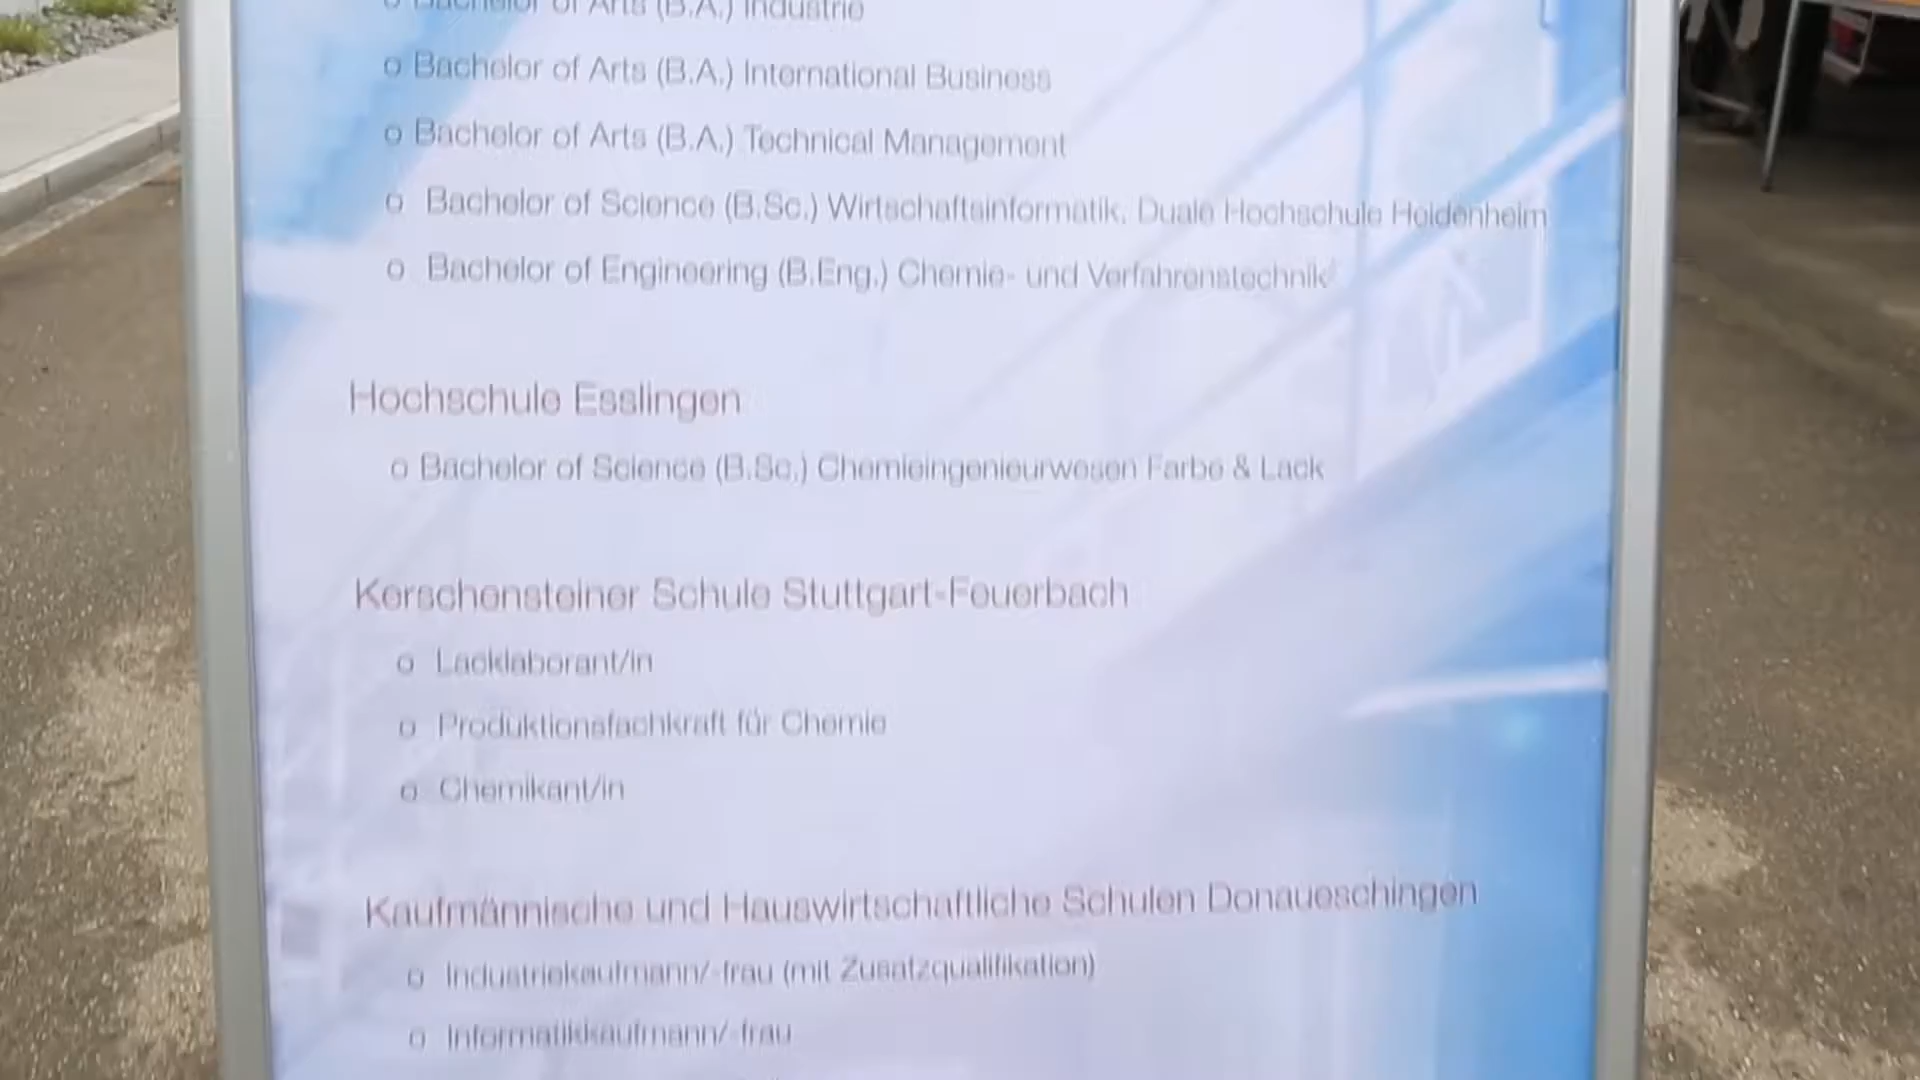 o Bachelor of Arts (B.A.) Industrie
o Bachelor of Arts (B.A.) International Business
o Bachelor of Arts (B.A.) Technical Management
o Bachelor of Science (B.Sc.) Wirtschaftsinformatik, Duale Hochschule Heidenheim
o Bachelor of Engineering (B.Eng.) Chemie- und Verfahrenstechnik
Hochschule Esslingen
o Bachelor of Science (B.Sc.) Chemieingenieurwesen Farbe & Lack
Kerschensteiner Schule Stuttgart-Feuerbach
o Lacklaborant/in
o Produktionsfachkraft für Chemie
o Chemikant/in
Kaufmännische und Hauswirtschaftliche Schulen Donaueschingen
o Industriekaufmann/-frau (mit Zusatzqualifikation)
o Informatikkaufmann/-frau